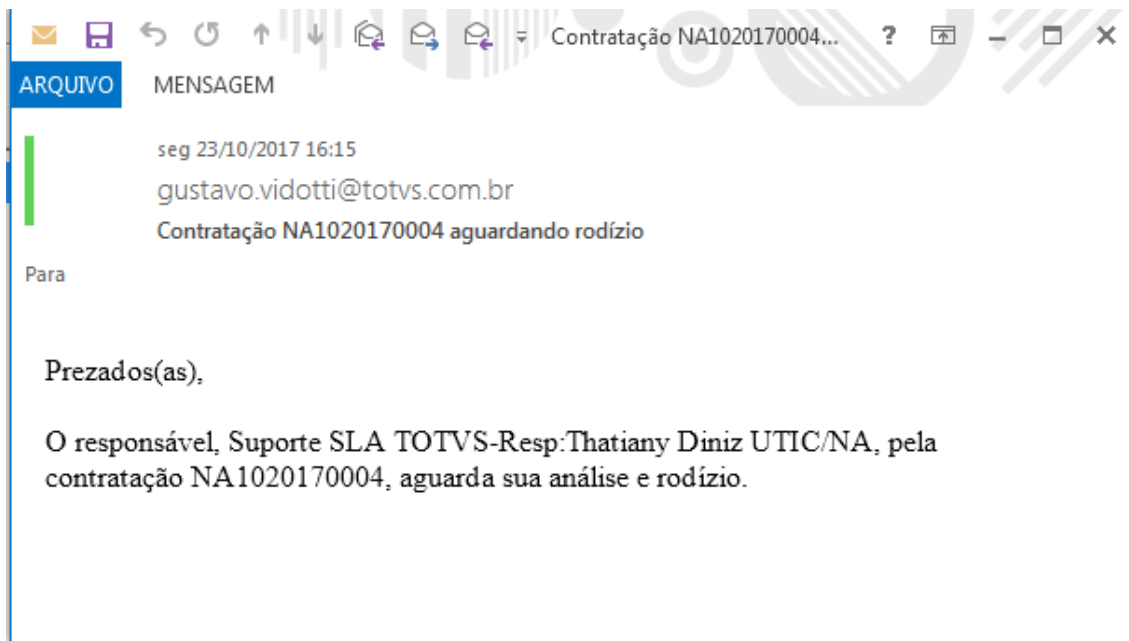 Contratação NA1020170004... ?
ARQUIVO MENSAGEM
seg 23/10/2017 16:15
gustavo.vidotti@totvs.com.br
Contratação NA1020170004 aguardando rodízio
Para
Prezados(as),
O responsável, Suporte SLA TOTVS-Resp:Thatiany Diniz UTIC/NA, pela
contratação NA1020170004, aguarda sua análise e rodízio.